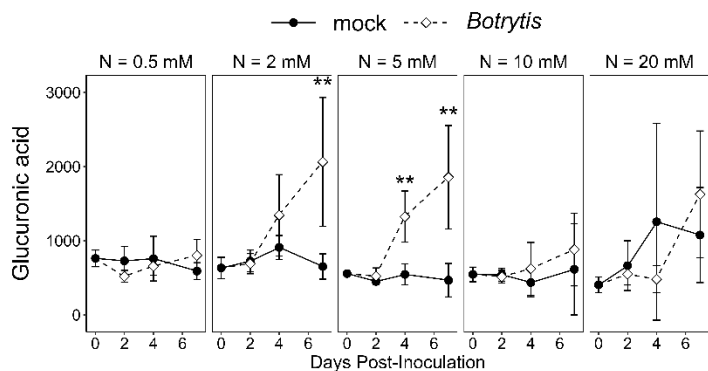 mock Botrytis
N = 0.5 mM N = 2 mM N = 5 mM N = 10 mM N = 20 mM
3000
2000
1000
0
Glucuronic acid
**
**
**
0 2 4 6 0 2 4 6 0 2 4 6 0 2 4 6 0 2 4 6
Days Post-Inoculation